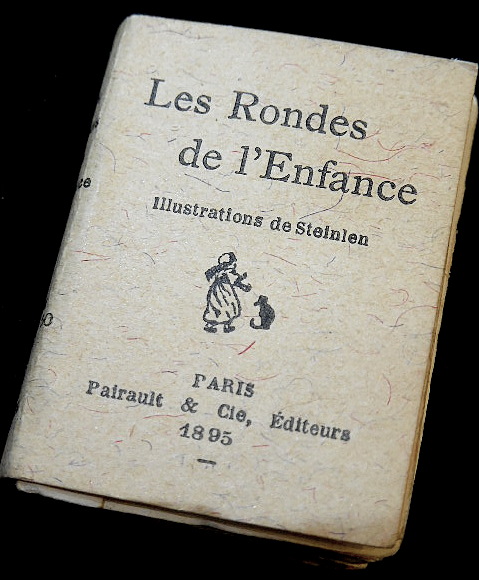 Les Rondes
de l'Enfance
Illustrations de Steinlen
PARIS
Pairault & Cie, Éditeurs
1895